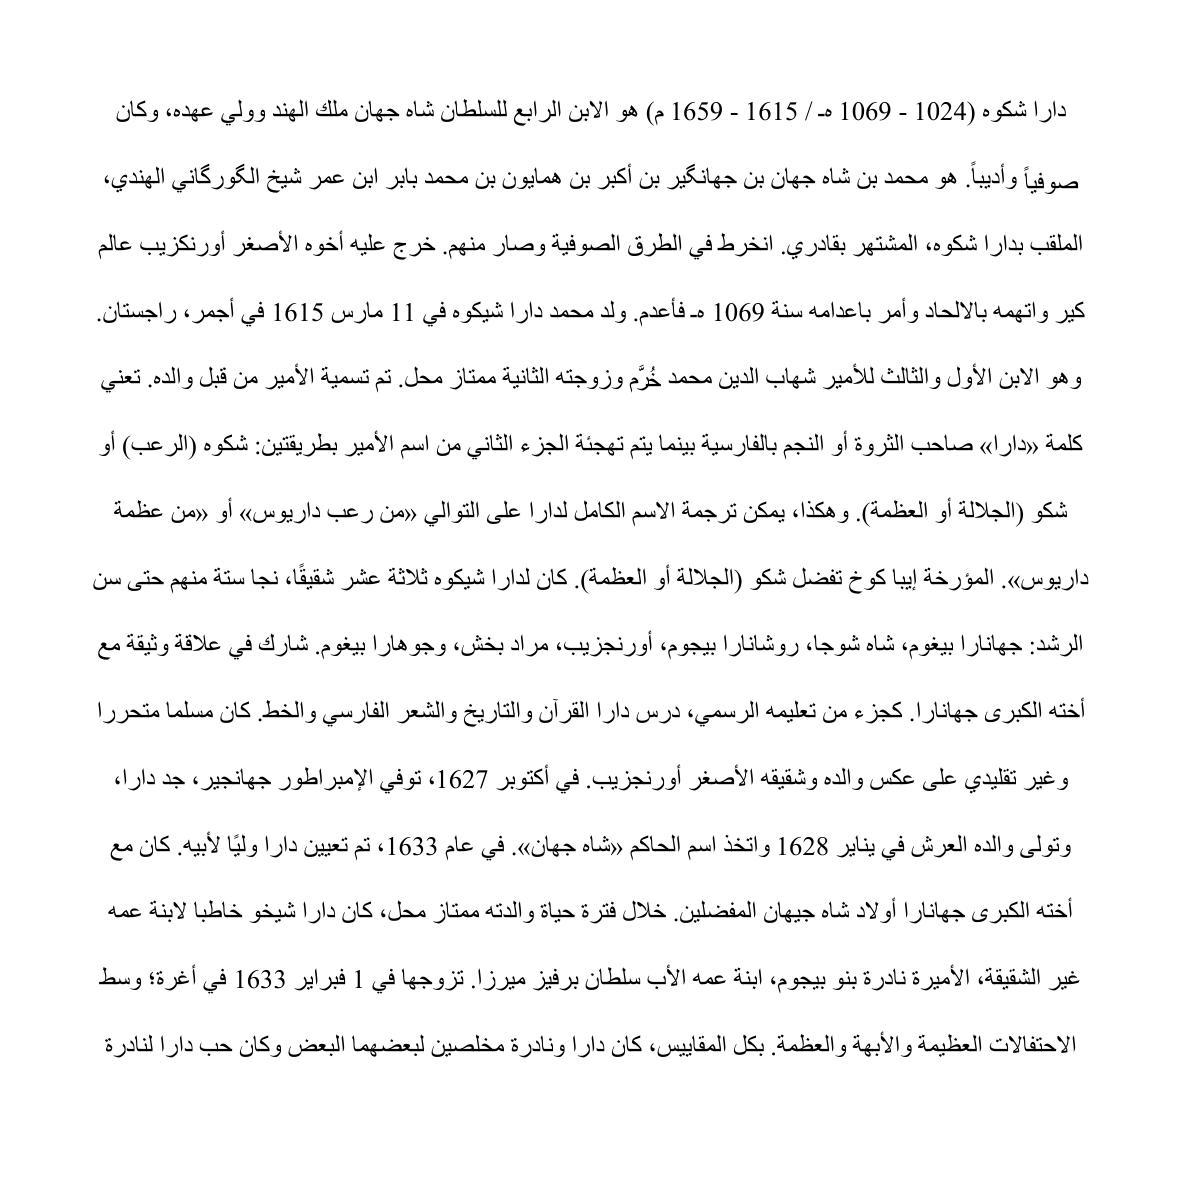 دارا شكوه (1024 - 1069 هـ / 1615 - 1659 م) هو الابن الرابع للسلطان شاه جهان ملك الهند وولي عهده، وكان
صوفياً وأديباً. هو محمد بن شاه جهان بن جهانگير بن أكبر بن همايون بن محمد بابر ابن عمر شيخ الگورگاني الهندي،
الملقب بدارا شكوه، المشتهر بقادري. انخرط في الطرق الصوفية وصار منهم. خرج عليه أخوه الأصغر أورنكزيب عالم
كير واتهمه بالالحاد وأمر باعدامه سنة 1069 هـ فأعدم. ولد محمد دارا شيكوه في 11 مارس 1615 في أجمر، راجستان.
وهو الابن الأول والثالث للأمير شهاب الدين محمد خُرَّم وزوجته الثانية ممتاز محل. تم تسمية الأمير من قبل والده. تعني
كلمة «دارا» صاحب الثروة أو النجم بالفارسية بينما يتم تهجئة الجزء الثاني من اسم الأمير بطريقتين: شكوه (الرعب) أو
شكو (الجلالة أو العظمة). وهكذا، يمكن ترجمة الاسم الكامل لدارا على التوالي «من رعب داريوس» أو «من عظمة
داريوس». المؤرخة إيبا كوخ تفضل شكو (الجلالة أو العظمة). كان لدارا شيكوه ثلاثة عشر شقيقًا، نجا ستة منهم حتى سن
الرشد: جهانارا بيغوم، شاه شوجا، روشانارا بيجوم، أورنجزيب، مراد بخش، وجوهارا بيغوم. شارك في علاقة وثيقة مع
أخته الكبرى جهانارا. كجزء من تعليمه الرسمي، درس دارا القرآن والتاريخ والشعر الفارسي والخط. كان مسلما متحررا
وغير تقليدي على عكس والده وشقيقه الأصغر أورنجزيب. في أكتوبر 1627، توفي الإمبراطور جهانجير، جد دارا،
وتولى والده العرش في يناير 1628 واتخذ اسم الحاكم «شاه جهان». في عام 1633، تم تعيين دارا وليًا لأبيه. كان مع
أخته الكبرى جهانارا أولاد شاه جيهان المفضلين. خلال فترة حياة والدته ممتاز محل، كان دارا شيخو خاطبا لابنة عمه
غير الشقيقة، الأميرة نادرة بنو بيجوم، ابنة عمه الأب سلطان برفيز ميرزا. تزوجها في 1 فبراير 1633 في أغرة؛ وسط
الاحتفالات العظيمة والأبهة والعظمة. بكل المقاييس، كان دارا ونادرة مخلصين لبعضهما البعض وكان حب دارا لنادرة